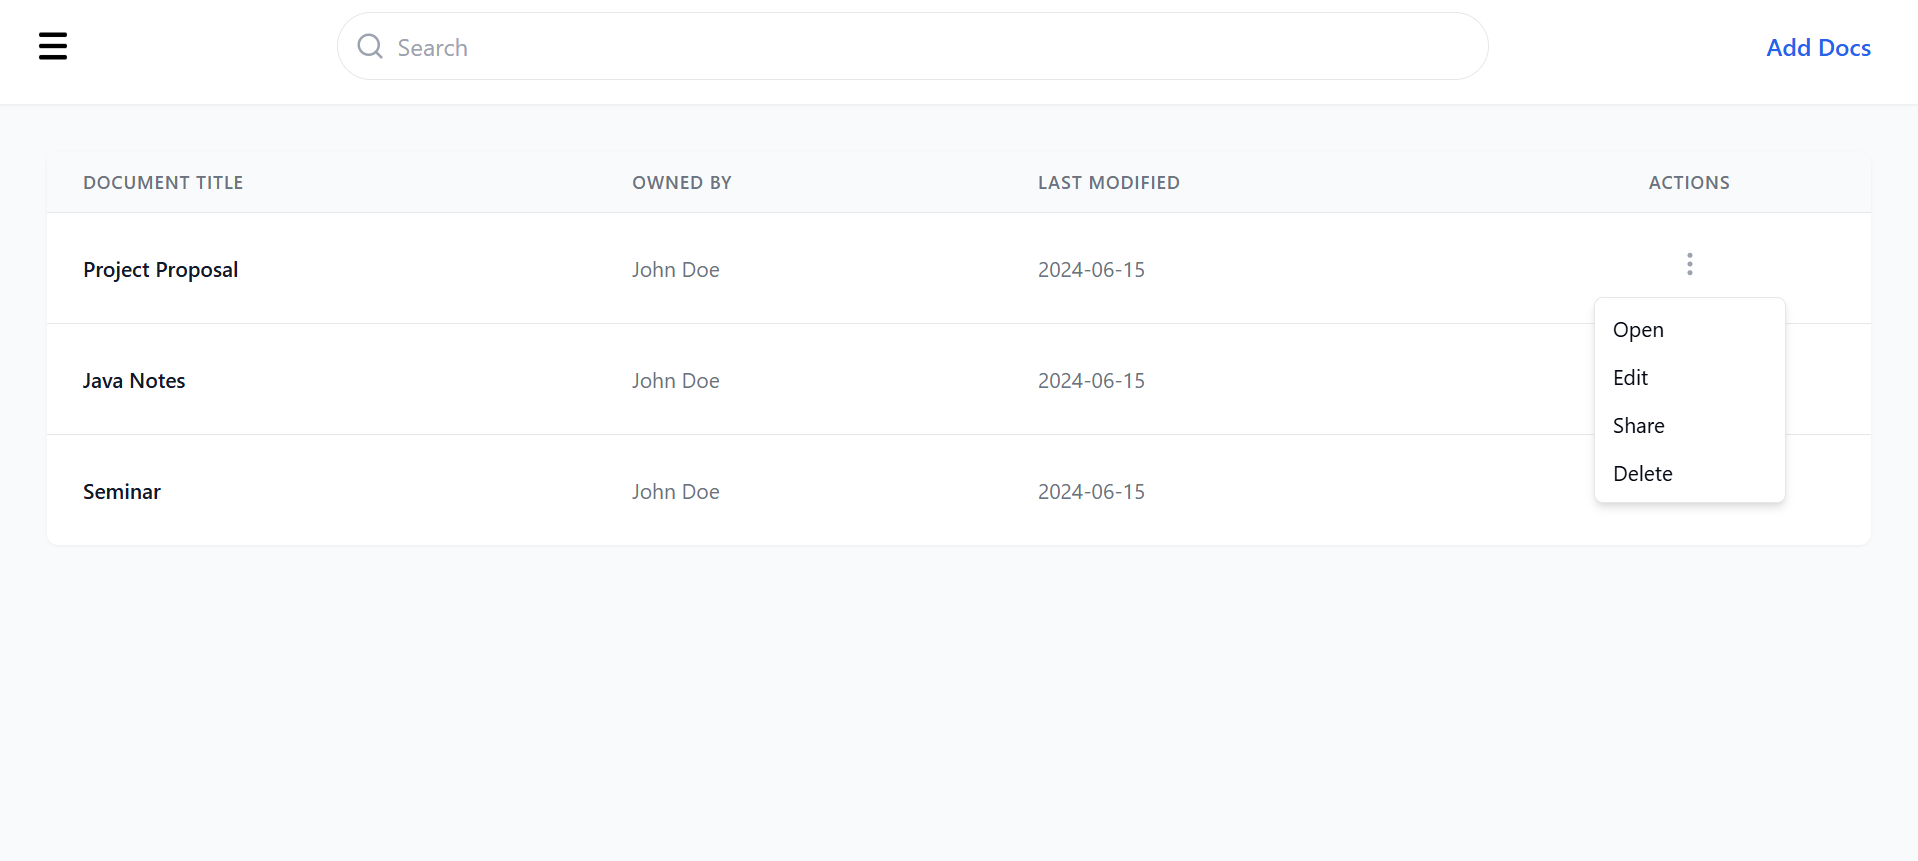 Search
Add Docs
DOCUMENT TITLE OWNED BY LAST MODIFIED ACTIONS
Project Proposal John Doe 2024-06-15
Open
Edit
Java Notes John Doe 2024-06-15
Share
Delete
Seminar John Doe 2024-06-15